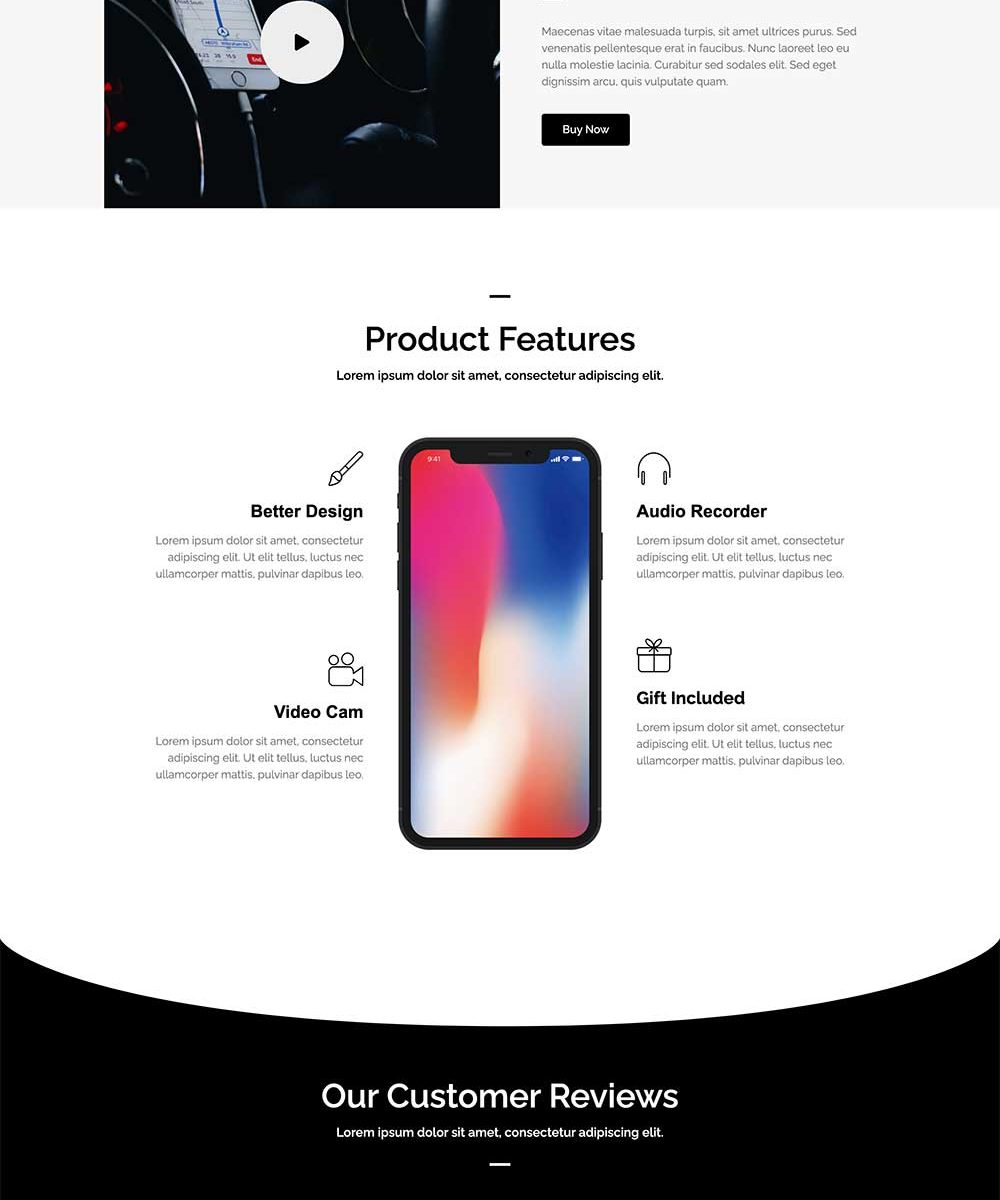 End
Maecenas vitae malesuada turpis, sit amet ultrices purus. Sed
venenatis pellentesque erat in faucibus. Nunc laoreet leo eu
nulla molestie lacinia. Curabitur sed sodales elit. Sed eget
dignissim arcu, quis vulputate quam.
Buy Now
Product Features
Lorem ipsum dolor sit amet, consectetur adipiscing elit.
9:41
Better Design
Lorem ipsum dolor sit amet, consectetur
adipiscing elit. Ut elit tellus, luctus nec
ullamcorper mattis, pulvinar dapibus leo.
Video Cam
Lorem ipsum dolor sit amet, consectetur
adipiscing elit. Ut elit tellus, luctus nec
ullamcorper mattis, pulvinar dapibus leo.
Audio Recorder
Lorem ipsum dolor sit amet, consectetur
adipiscing elit. Ut elit tellus, luctus nec
ullamcorper mattis, pulvinar dapibus leo.
Gift Included
Lorem ipsum dolor sit amet, consectetur
adipiscing elit. Ut elit tellus, luctus nec
ullamcorper mattis, pulvinar dapibus leo.
Our Customer Reviews
Lorem ipsum dolor sit amet, consectetur adipiscing elit.